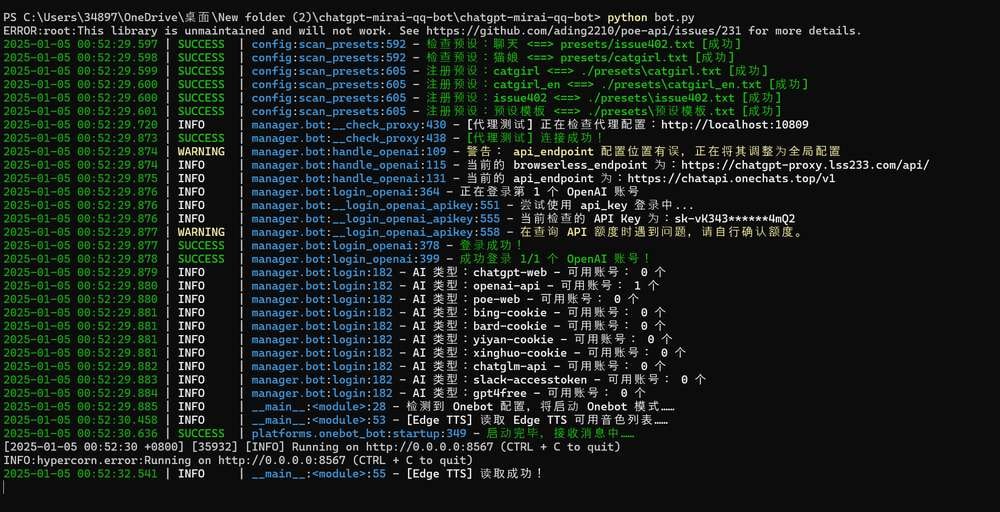 PS C:\Users\34897\OneDrive\桌面\New folder (2)\chatgpt-mirai-qq-bot\chatgpt-mirai-qq-bot> python bot.py
ERROR:root:This library is unmaintained and will not work. See https://github.com/ading2210/poe-api/issues/231 for more details.
2025-01-05 00:52:29.597 | SUCCESS  | config:scan_presets:592 - 检查预设：聊天 <==> presets/issue402.txt [成功]
2025-01-05 00:52:29.598 | SUCCESS  | config:scan_presets:592 - 检查预设：猫娘 <==> presets/catgirl.txt [成功]
2025-01-05 00:52:29.599 | SUCCESS  | config:scan_presets:605 - 注册预设：catgirl <==> ./presets\catgirl.txt [成功]
2025-01-05 00:52:29.600 | SUCCESS  | config:scan_presets:605 - 注册预设：catgirl_en <==> ./presets\catgirl_en.txt [成功]
2025-01-05 00:52:29.600 | SUCCESS  | config:scan_presets:605 - 注册预设：issue402 <==> ./presets\issue402.txt [成功]
2025-01-05 00:52:29.601 | SUCCESS  | config:scan_presets:605 - 注册预设：预设模板 <==> ./presets\预设模板.txt [成功]
2025-01-05 00:52:29.720 | INFO     | manager.bot:__check_proxy:430 - [代理测试] 正在检查代理配置：http://localhost:10809
2025-01-05 00:52:29.873 | SUCCESS  | manager.bot:__check_proxy:438 - [代理测试] 连接成功！
2025-01-05 00:52:29.874 | WARNING  | manager.bot:handle_openai:109 - 警告： api_endpoint 配置位置有误，正在将其调整为全局配置
2025-01-05 00:52:29.874 | INFO     | manager.bot:handle_openai:115 - 当前的 browserless_endpoint 为：https://chatgpt-proxy.lss233.com/api/
2025-01-05 00:52:29.875 | INFO     | manager.bot:handle_openai:131 - 当前的 api_endpoint 为：https://chatapi.onechats.top/v1
2025-01-05 00:52:29.876 | INFO     | manager.bot:login_openai:364 - 正在登录第 1 个 OpenAI 账号
2025-01-05 00:52:29.876 | INFO     | manager.bot:__login_openai_apikey:551 - 尝试使用 api_key 登录中...
2025-01-05 00:52:29.876 | INFO     | manager.bot:__login_openai_apikey:555 - 当前检查的 API Key 为：sk-vK343******4mQ2
2025-01-05 00:52:29.877 | WARNING  | manager.bot:__login_openai_apikey:558 - 在查询 API 额度时遇到问题，请自行确认额度。
2025-01-05 00:52:29.877 | SUCCESS  | manager.bot:login_openai:378 - 登录成功！
2025-01-05 00:52:29.878 | SUCCESS  | manager.bot:login_openai:399 - 成功登录 1/1 个 OpenAI 账号！
2025-01-05 00:52:29.879 | INFO     | manager.bot:login:182 - AI 类型：chatgpt-web - 可用账号： 0 个
2025-01-05 00:52:29.880 | INFO     | manager.bot:login:182 - AI 类型：openai-api - 可用账号： 1 个
2025-01-05 00:52:29.880 | INFO     | manager.bot:login:182 - AI 类型：poe-web - 可用账号： 0 个
2025-01-05 00:52:29.881 | INFO     | manager.bot:login:182 - AI 类型：bing-cookie - 可用账号： 0 个
2025-01-05 00:52:29.881 | INFO     | manager.bot:login:182 - AI 类型：bard-cookie - 可用账号： 0 个
2025-01-05 00:52:29.881 | INFO     | manager.bot:login:182 - AI 类型：yiyan-cookie - 可用账号： 0 个
2025-01-05 00:52:29.881 | INFO     | manager.bot:login:182 - AI 类型：xinghuo-cookie - 可用账号： 0 个
2025-01-05 00:52:29.882 | INFO     | manager.bot:login:182 - AI 类型：chatglm-api - 可用账号： 0 个
2025-01-05 00:52:29.883 | INFO     | manager.bot:login:182 - AI 类型：slack-accesstoken - 可用账号： 0 个
2025-01-05 00:52:29.884 | INFO     | manager.bot:login:182 - AI 类型：gpt4free - 可用账号： 0 个
2025-01-05 00:52:29.885 | INFO     | __main__:<module>:28 - 检测到 Onebot 配置，将启动 Onebot 模式……
2025-01-05 00:52:30.458 | INFO     | __main__:<module>:53 - [Edge TTS] 读取 Edge TTS 可用音色列表……
2025-01-05 00:52:30.636 | SUCCESS  | platforms.onebot_bot:startup:349 - 启动完毕，接收消息中……
[2025-01-05 00:52:30 +0800] [35932] [INFO] Running on http://0.0.0.0:8567 (CTRL + C to quit)
INFO:hypercorn.error:Running on http://0.0.0.0:8567 (CTRL + C to quit)
2025-01-05 00:52:32.541 | INFO     | __main__:<module>:55 - [Edge TTS] 读取成功！